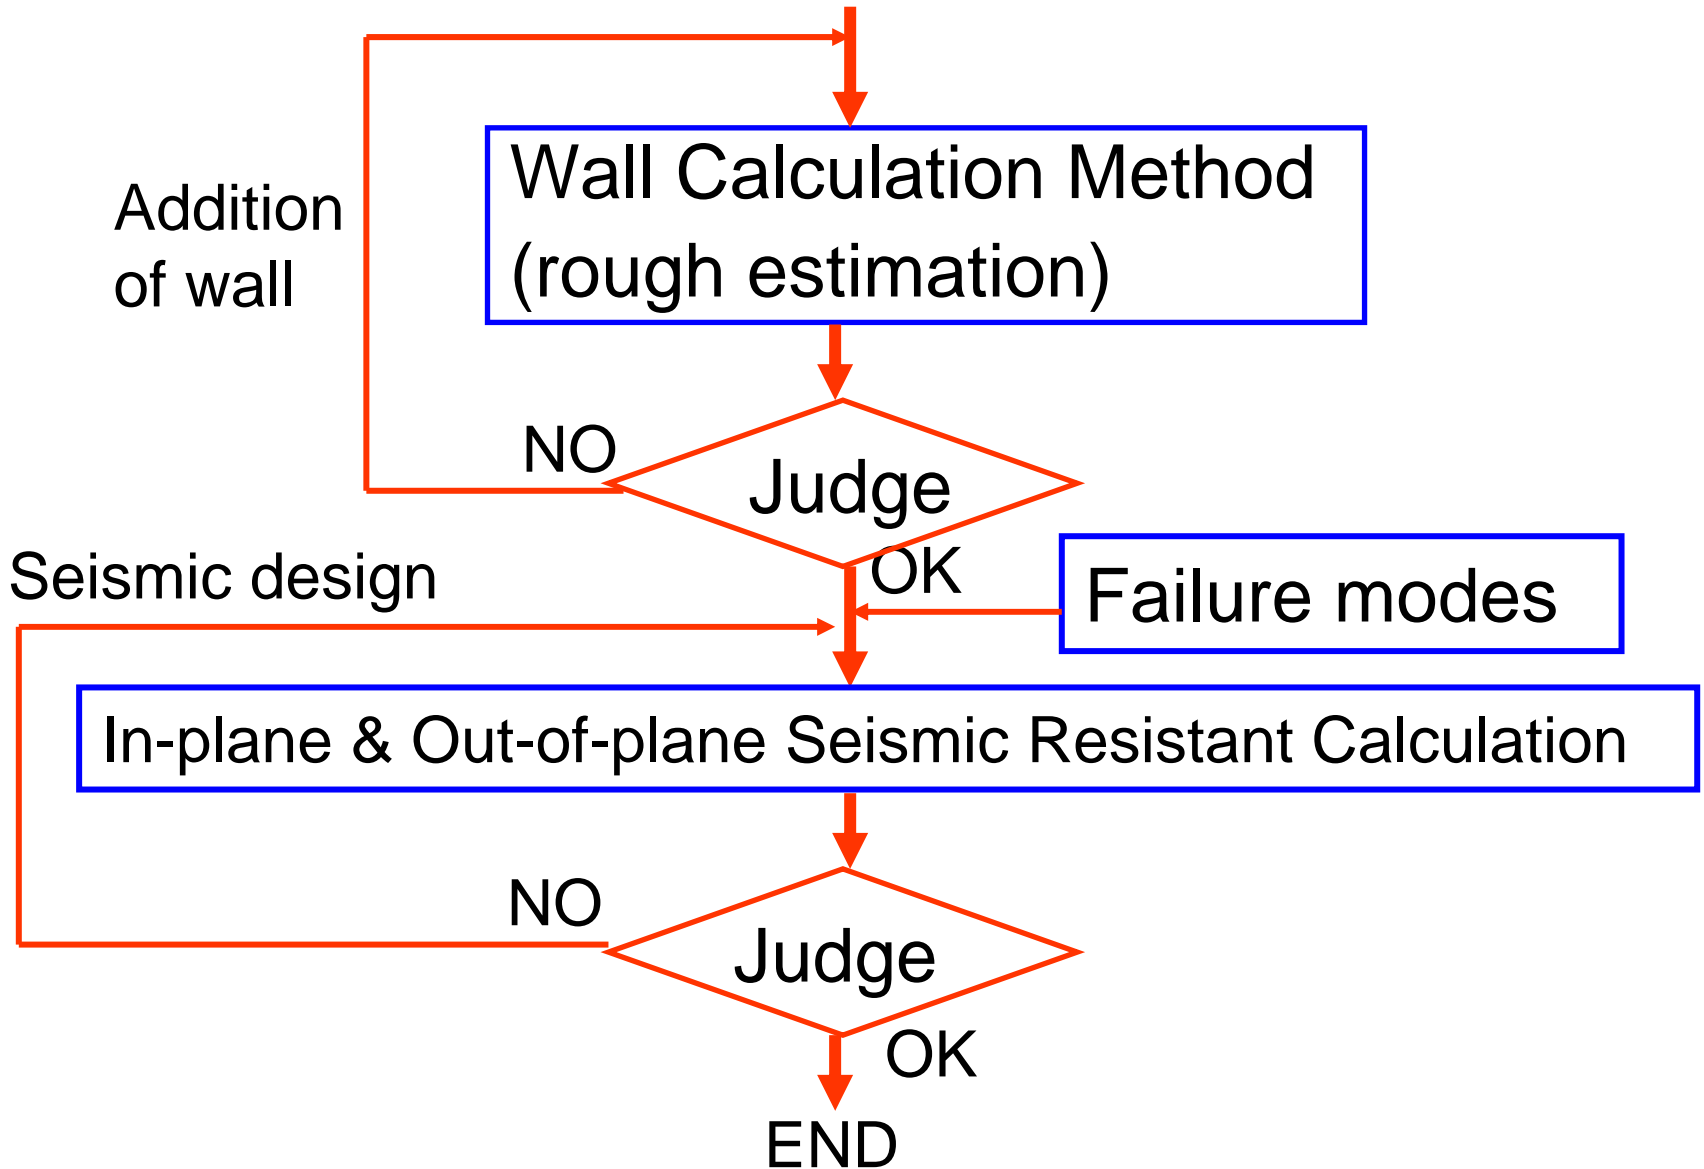 Wall Calculation Method
(rough estimation)
Addition
of wall
NO
Judge
OK
Seismic design
Failure modes
In-plane & Out-of-plane Seismic Resistant Calculation
NO
Judge
OK
END